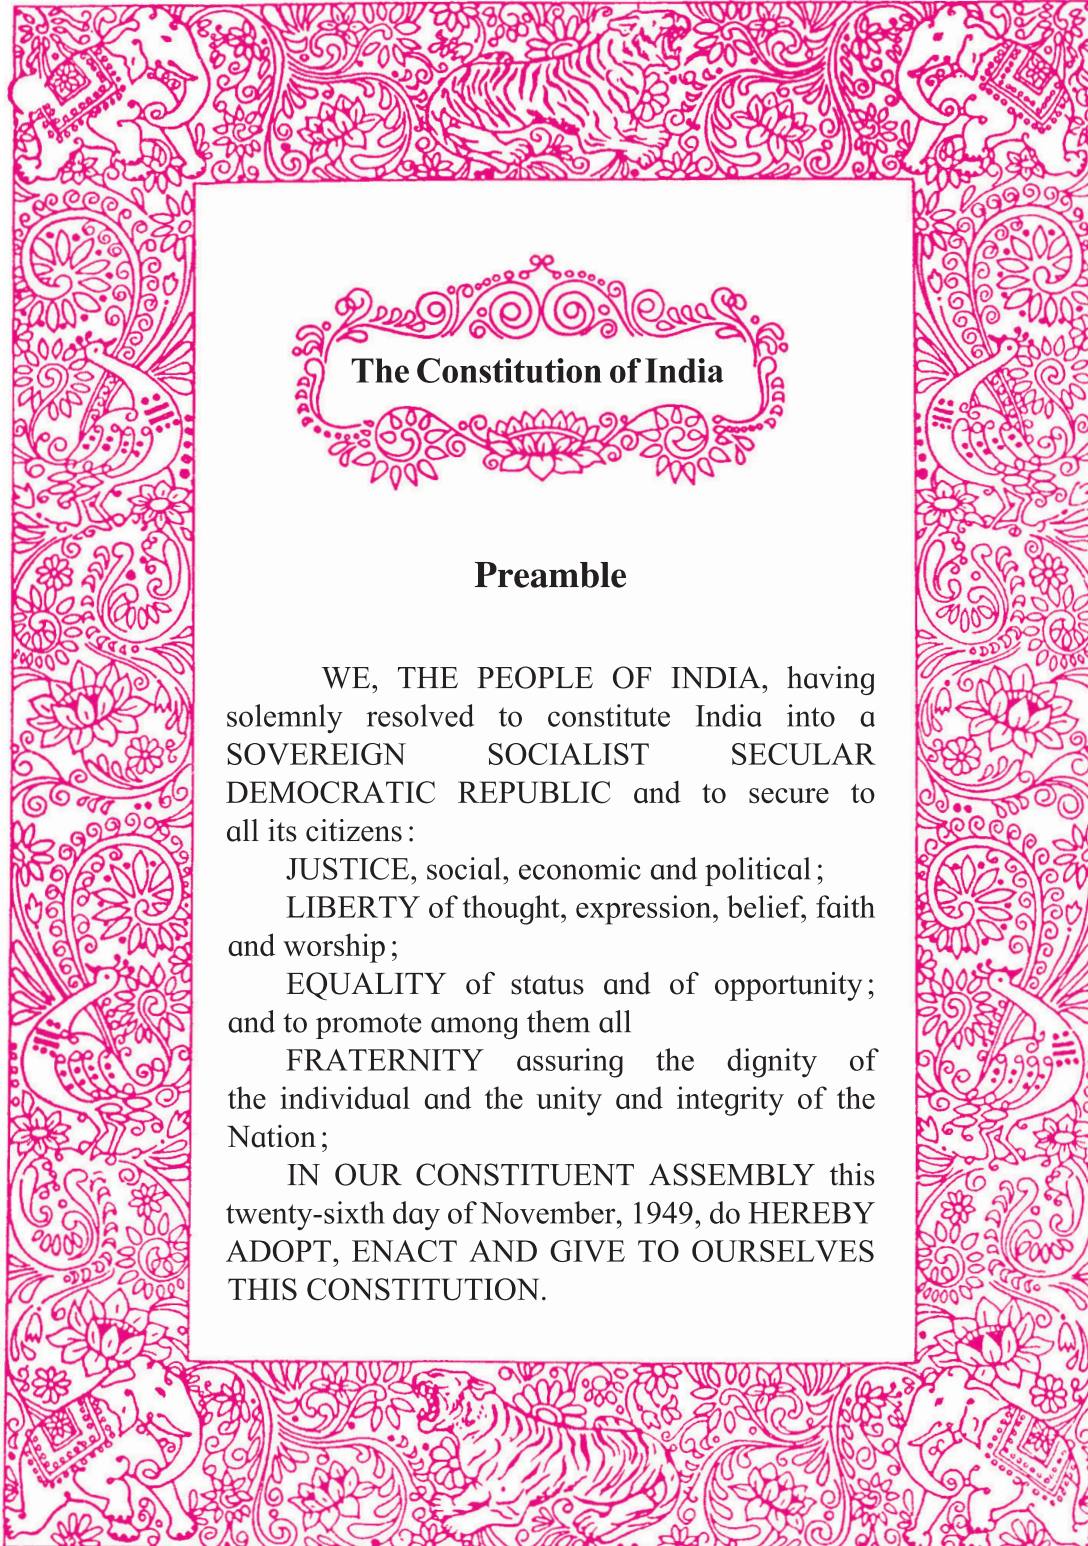 The Constitution of India
Preamble
WE, THE PEOPLE OF INDIA, having
solemnly resolved to constitute India into a
SOVEREIGN SOCIALIST SECULAR
DEMOCRATIC REPUBLIC and to secure to
all its citizens :
JUSTICE, social, economic and political ;
LIBERTY of thought, expression, belief, faith
and worship ;
EQUALITY of status and of opportunity ;
and to promote among them all
FRATERNITY assuring the dignity of
the individual and the unity and integrity of the
Nation ;
IN OUR CONSTITUENT ASSEMBLY this
twenty-sixth day of November, 1949, do HEREBY
ADOPT, ENACT AND GIVE TO OURSELVES
THIS CONSTITUTION.